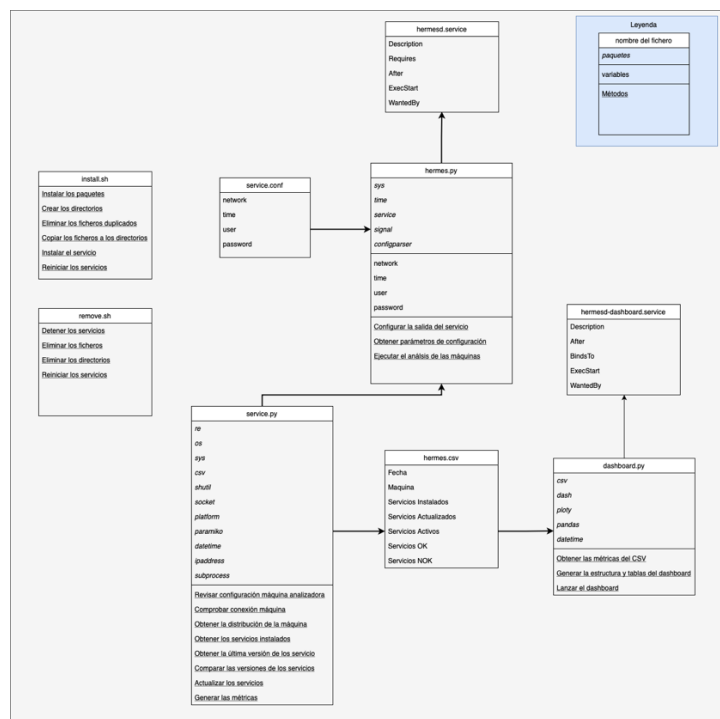 hermesd.service
Description
Requires
After
ExecStart
WantedBy
Leyenda
nombre del fichero
paquetes
variables
Métodos
install.sh
Instalar los paquetes
Crear los directorios
Eliminar los ficheros duplicados
Copiar los ficheros a los directorios
Instalar el servicio
Reiniciar los servicios
service.conf
network
time
user
password
hermes.py
sys
time
service
signal
configparser
network
time
user
password
Configurar la salida del servicio
Obtener parámetros de configuración
Ejecutar el análsis de las máquinas
remove.sh
Detener los servicios
Eliminar los ficheros
Eliminar los directorios
Reiniciar los servicios
hermesd-dashboard.service
Description
After
BindsTo
ExecStart
WantedBy
service.py
re
os
sys
csv
shutil
socket
platform
paramiko
datetime
ipaddress
subprocess
Revisar configuración máquina analizadora
Comprobar conexión máquina
Obtener la distribución de la máquina
Obtener los servicios instalados
Obtener la última versión de los servicio
Comparar las versiones de los servicios
Actualizar los servicios
Generar las métricas
hermes.csv
Fecha
Maquina
Servicios Instalados
Servicios Actualizados
Servicios Activos
Servicios OK
Servicios NOK
dashboard.py
csv
dash
ploty
pandas
datetime
Obtener las métricas del CSV
Generar la estructura y tablas del dashboard
Lanzar el dashboard